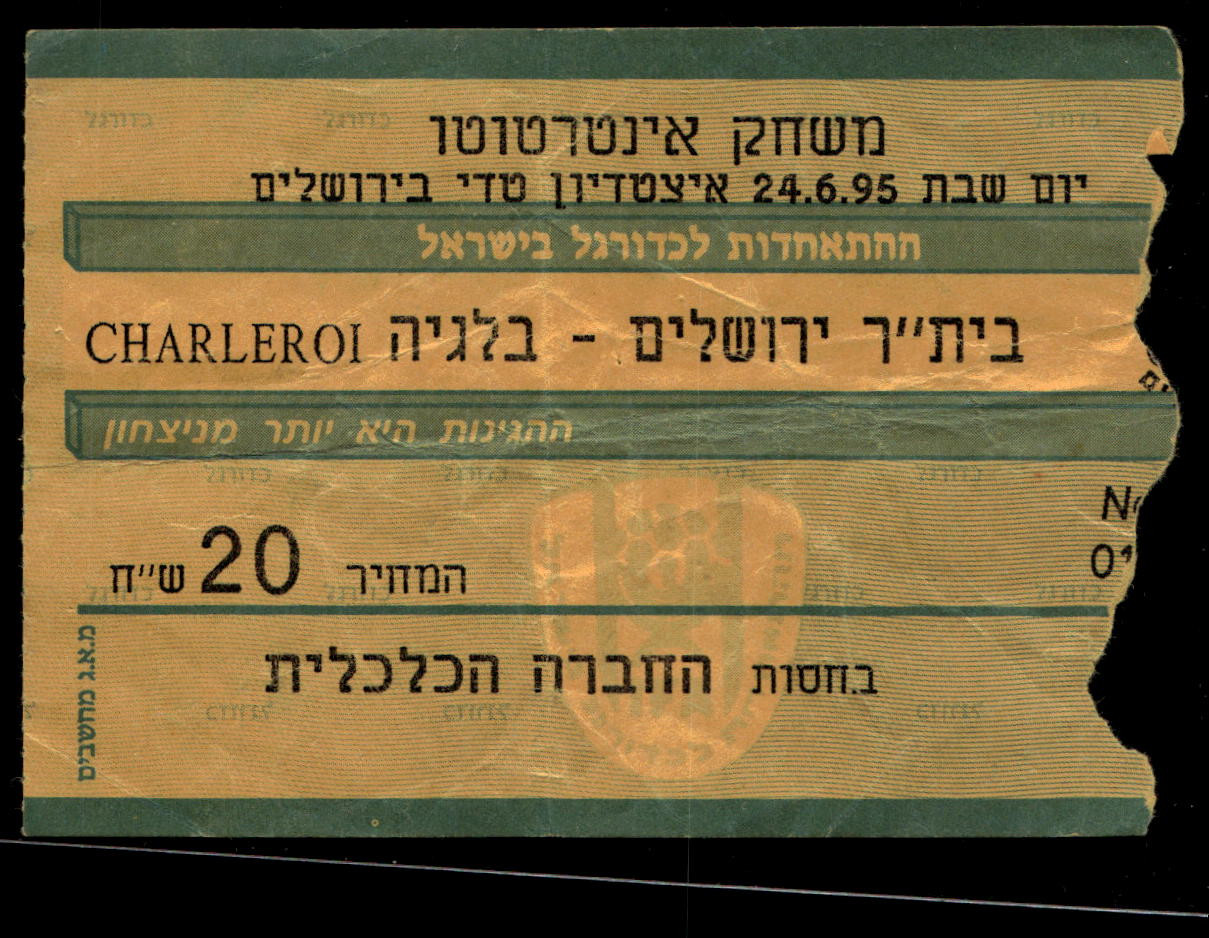 משחק אינטרטוטו
יום שבת 24.6.95 איצטדיון טדי בירושלים
ההתאחדות לכדורגל בישראל
בית״ר ירושלים - בלגיה CHARLEROI
ההגינות היא יותר מניצחון
המחיר 20 ש״ח
בחסות החברה הכלכלית
מ.א.ג מחשבים
כדורגל